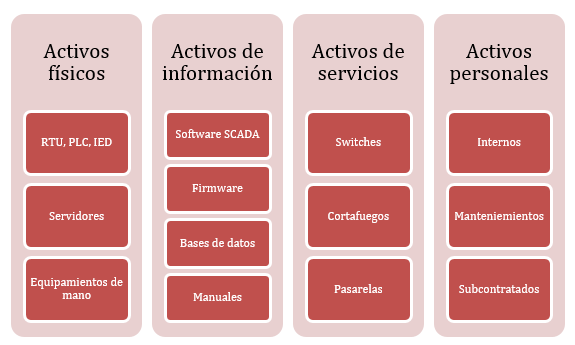 Activos
físicos
RTU, PLC, IED
Servidores
Equipamientos de
mano
Activos de
información
Software SCADA
Firmware
Bases de datos
Manuales
Activos de
servicios
Switches
Cortafuegos
Pasarelas
Activos
personales
Internos
Manteniemientos
Subcontratados